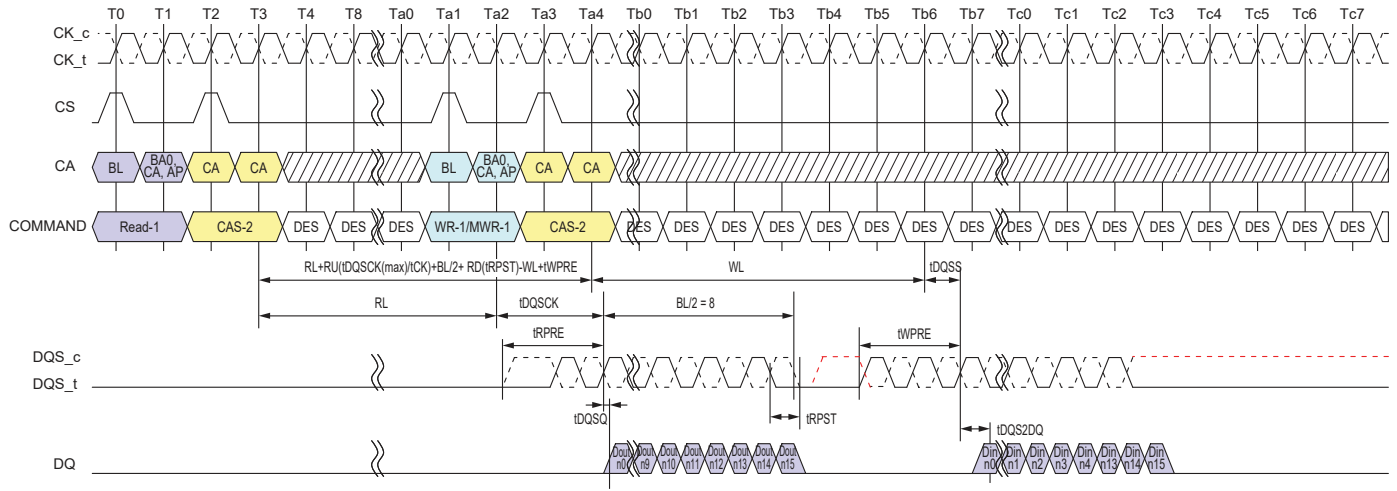 T0 T1 T2 T3 T4 T8 Ta0 Ta1 Ta2 Ta3 Ta4 Tb0 Tb1 Tb2 Tb3 Tb4 Tb5 Tb6 Tb7 Tc0 Tc1 Tc2 Tc3 Tc4 Tc5 Tc6 Tc7
CK_c
CK_t
CS
CA BL BA0, CA, AP CA CA BL BA0, CA, AP CA CA
COMMAND Read-1 CAS-2 DES DES DES WR-1/MWR-1 CAS-2 DES DES DES DES DES DES DES DES DES DES DES DES DES DES DES DES
RL+RU(tDQSCK(max)/tCK)+BL/2+ RD(tRPST)-WL+tWPRE WL tDQSS
RL tDQSCK BL/2 = 8
tRPRE tWPRE
DQS_c
DQS_t
tDQSQ tRPST tDQS2DQ
DQ Dout n0 Dout n9 Dout n10 Dout n11 Dout n12 Dout n13 Dout n14 Dout n15 Din n0 Din n1 Din n2 Din n3 Din n4 Din n13 Din n14 Din n15